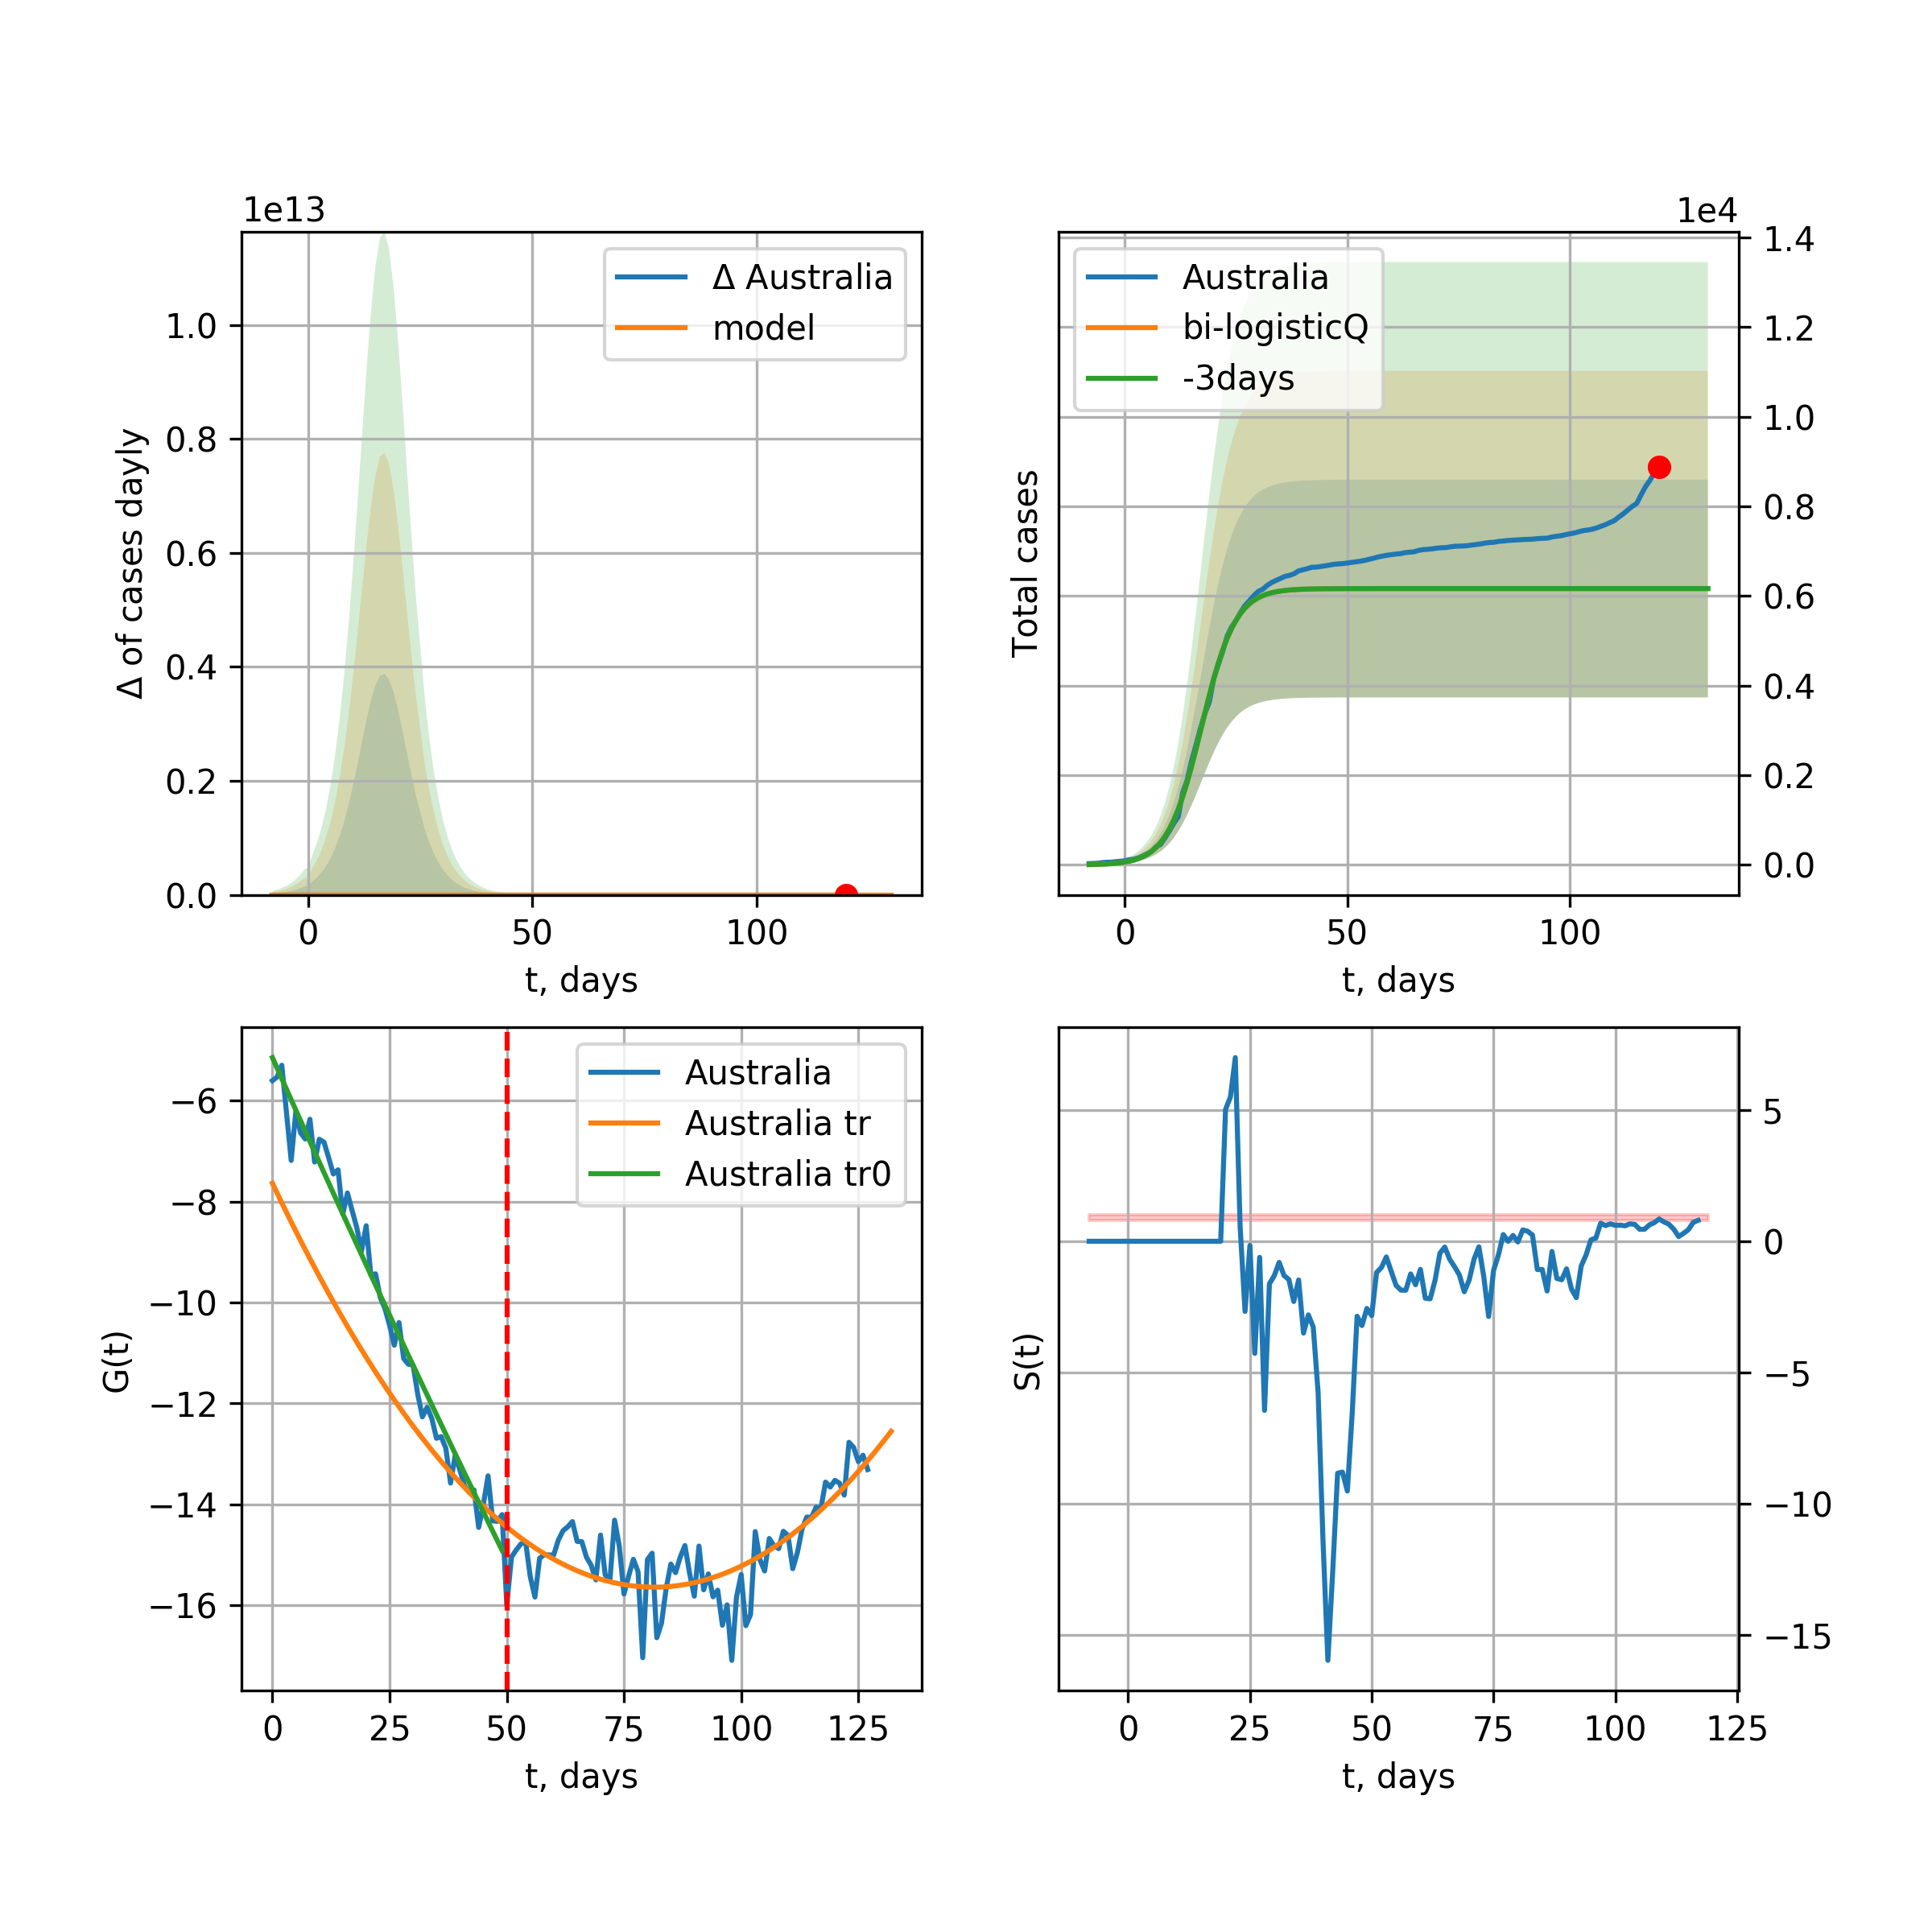 1e13
Δ Australia
model
1.0
0.8
0.6
0.4
0.2
0.0
Δ of cases dayly
0 50 100
t, days
1e4
Australia
bi-logisticQ
-3days
1.4
1.2
1.0
0.8
0.6
0.4
0.2
0.0
Total cases
0 50 100
t, days
Australia
Australia tr
Australia tr0
−6
−8
−10
−12
−14
−16
G(t)
0 25 50 75 100 125
t, days
5
0
−5
−10
−15
S(t)
0 25 50 75 100 125
t, days